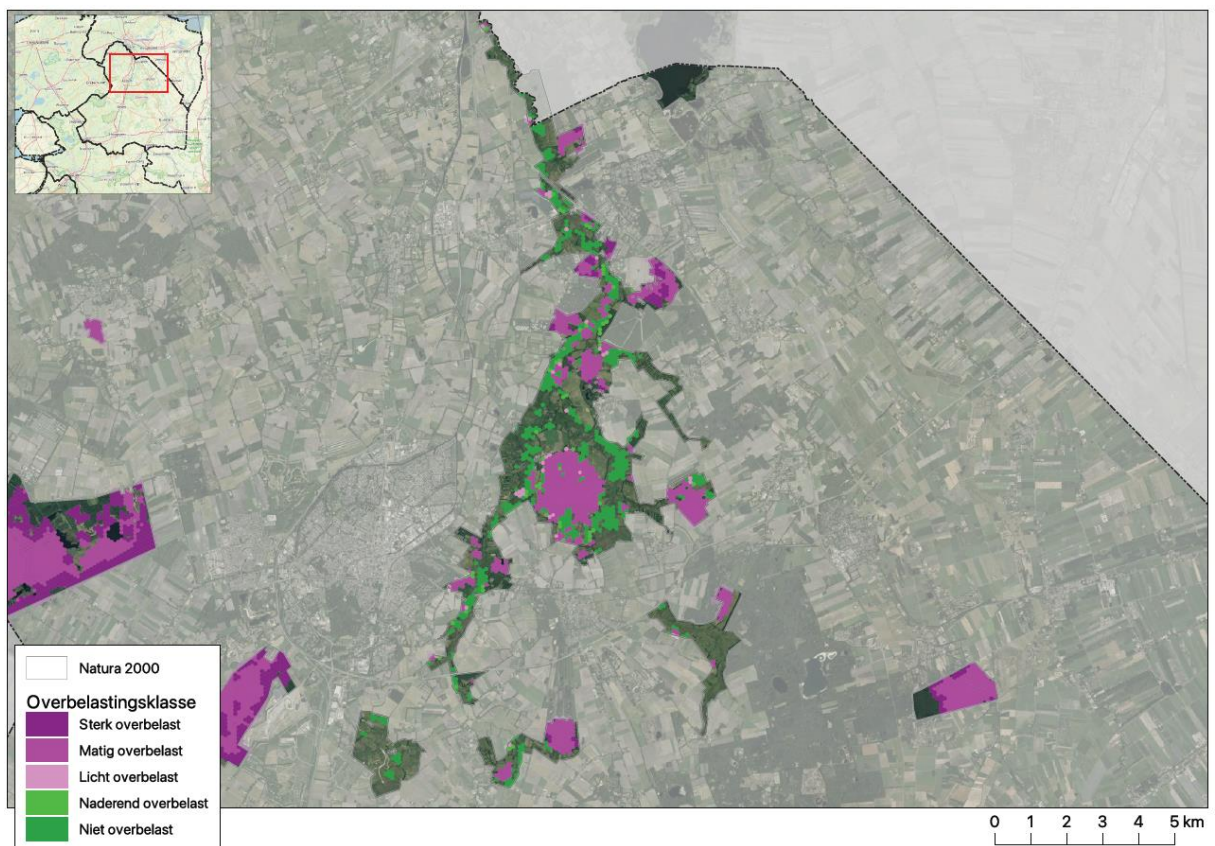 Natura 2000
Overbelastingsklasse
Sterk overbelast
Matig overbelast
Licht overbelast
Naderend overbelast
Niet overbelast
0 1 2 3 4 5 km